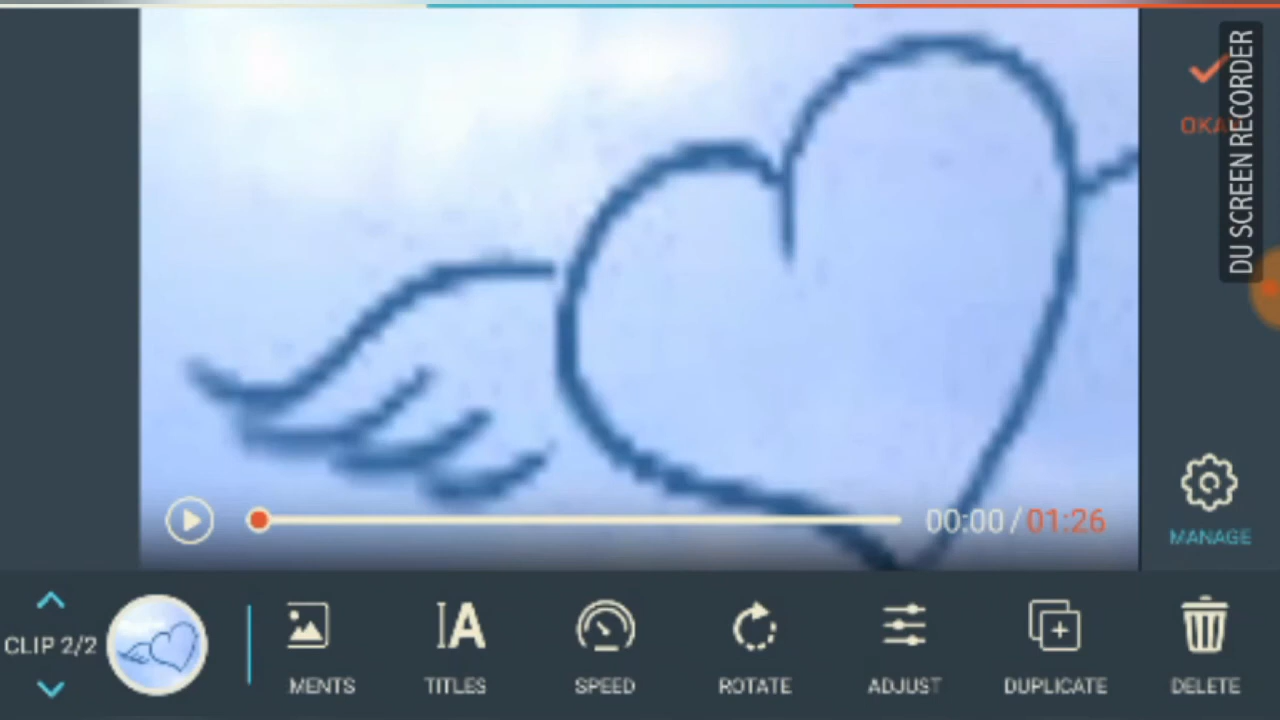 OKA
DU SCREEN RECORDER
00:00/01:26
MANAGE
CLIP 2/2
MENTS
TITLES
SPEED
ROTATE
ADJUST
DUPLICATE
DELETE